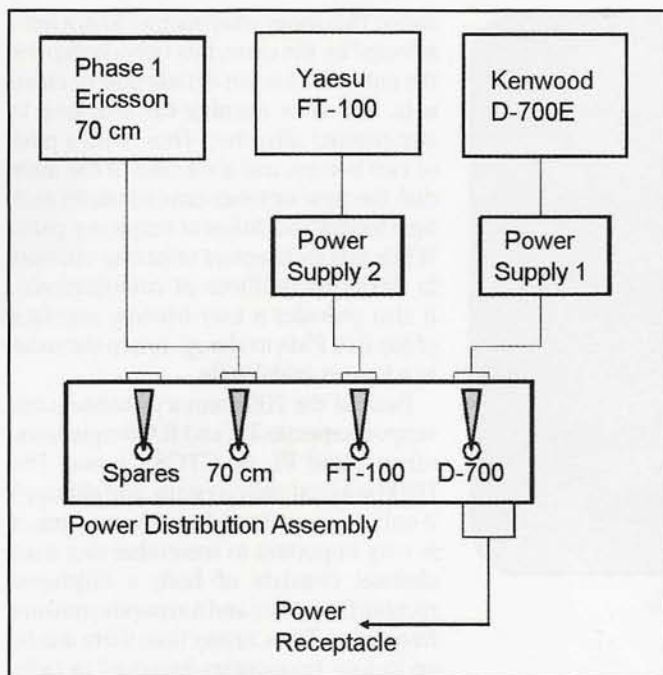 Phase 1
Ericsson
70 cm
Yaesu
FT-100
Kenwood
D-700E
Power
Supply 2
Power
Supply 1
Spares 70 cm FT-100 D-700
Power Distribution Assembly
Power
Receptacle